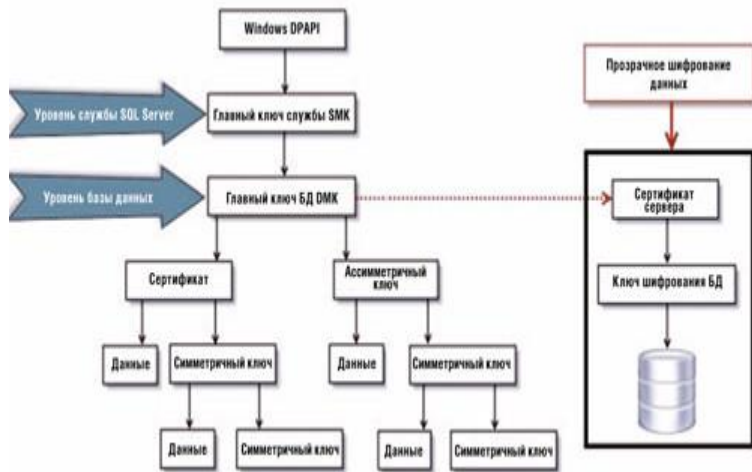 Windows DPAPI
Прозрачное шифрование
данных
Уровень службы SQL Server
Главный ключ службы SMK
Уровень базы данных
Главный ключ БД DMK
Сертификат
сервера
Сертификат
Ассимметричный
ключ
Ключ шифрования БД
Данные
Симметричный ключ
Данные
Симметричный ключ
Данные
Симметричный ключ
Данные
Симметричный ключ